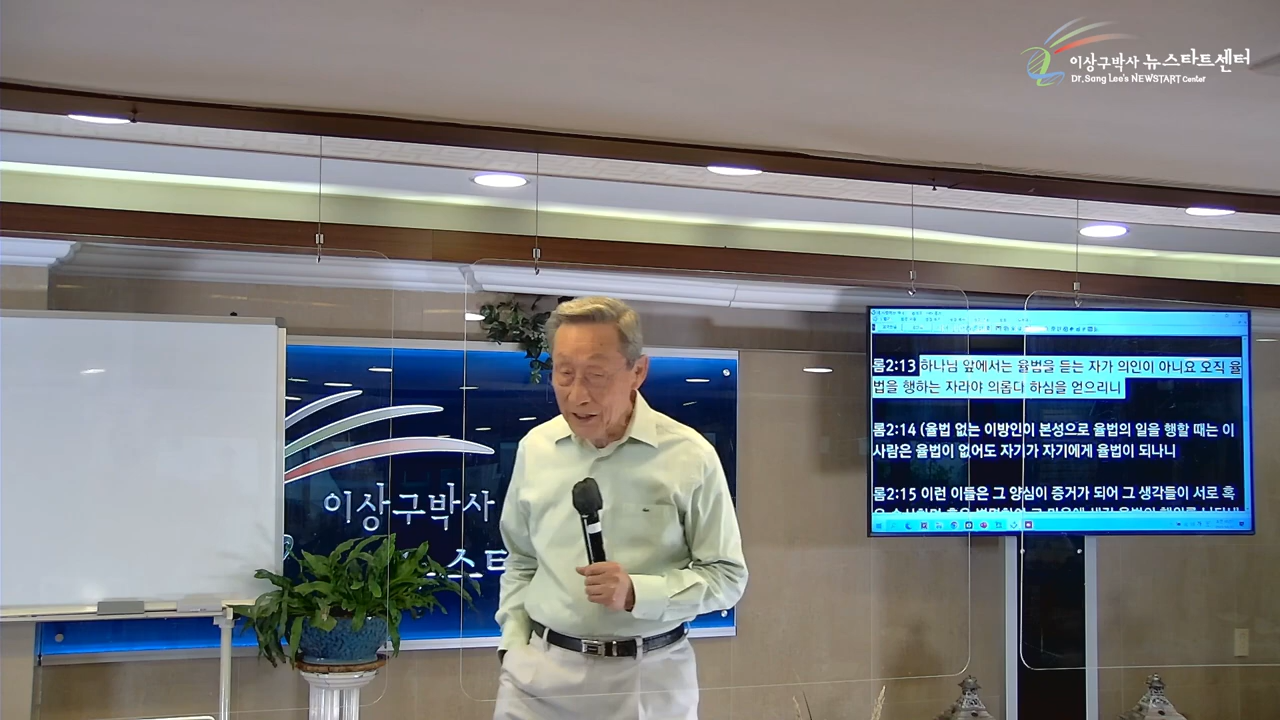 이상구박사 뉴스타트센터
Dr. Sang Lee's NEWSTART Center
이상구박사
스타
롬2:13 하나님 앞에서는 율법을 듣는 자가 의인이 아니요 오직 율
법을 행하는 자라야 의롭다 하심을 얻으리니
롬2:14 (율법 없는 이방인이 본성으로 율법의 일을 행할 때는 이
사람은 율법이 없어도 자기가 자기에게 율법이 되나니
롬2:15 이런 이들은 그 양심이 증거가 되어 그 생각들이 서로 혹